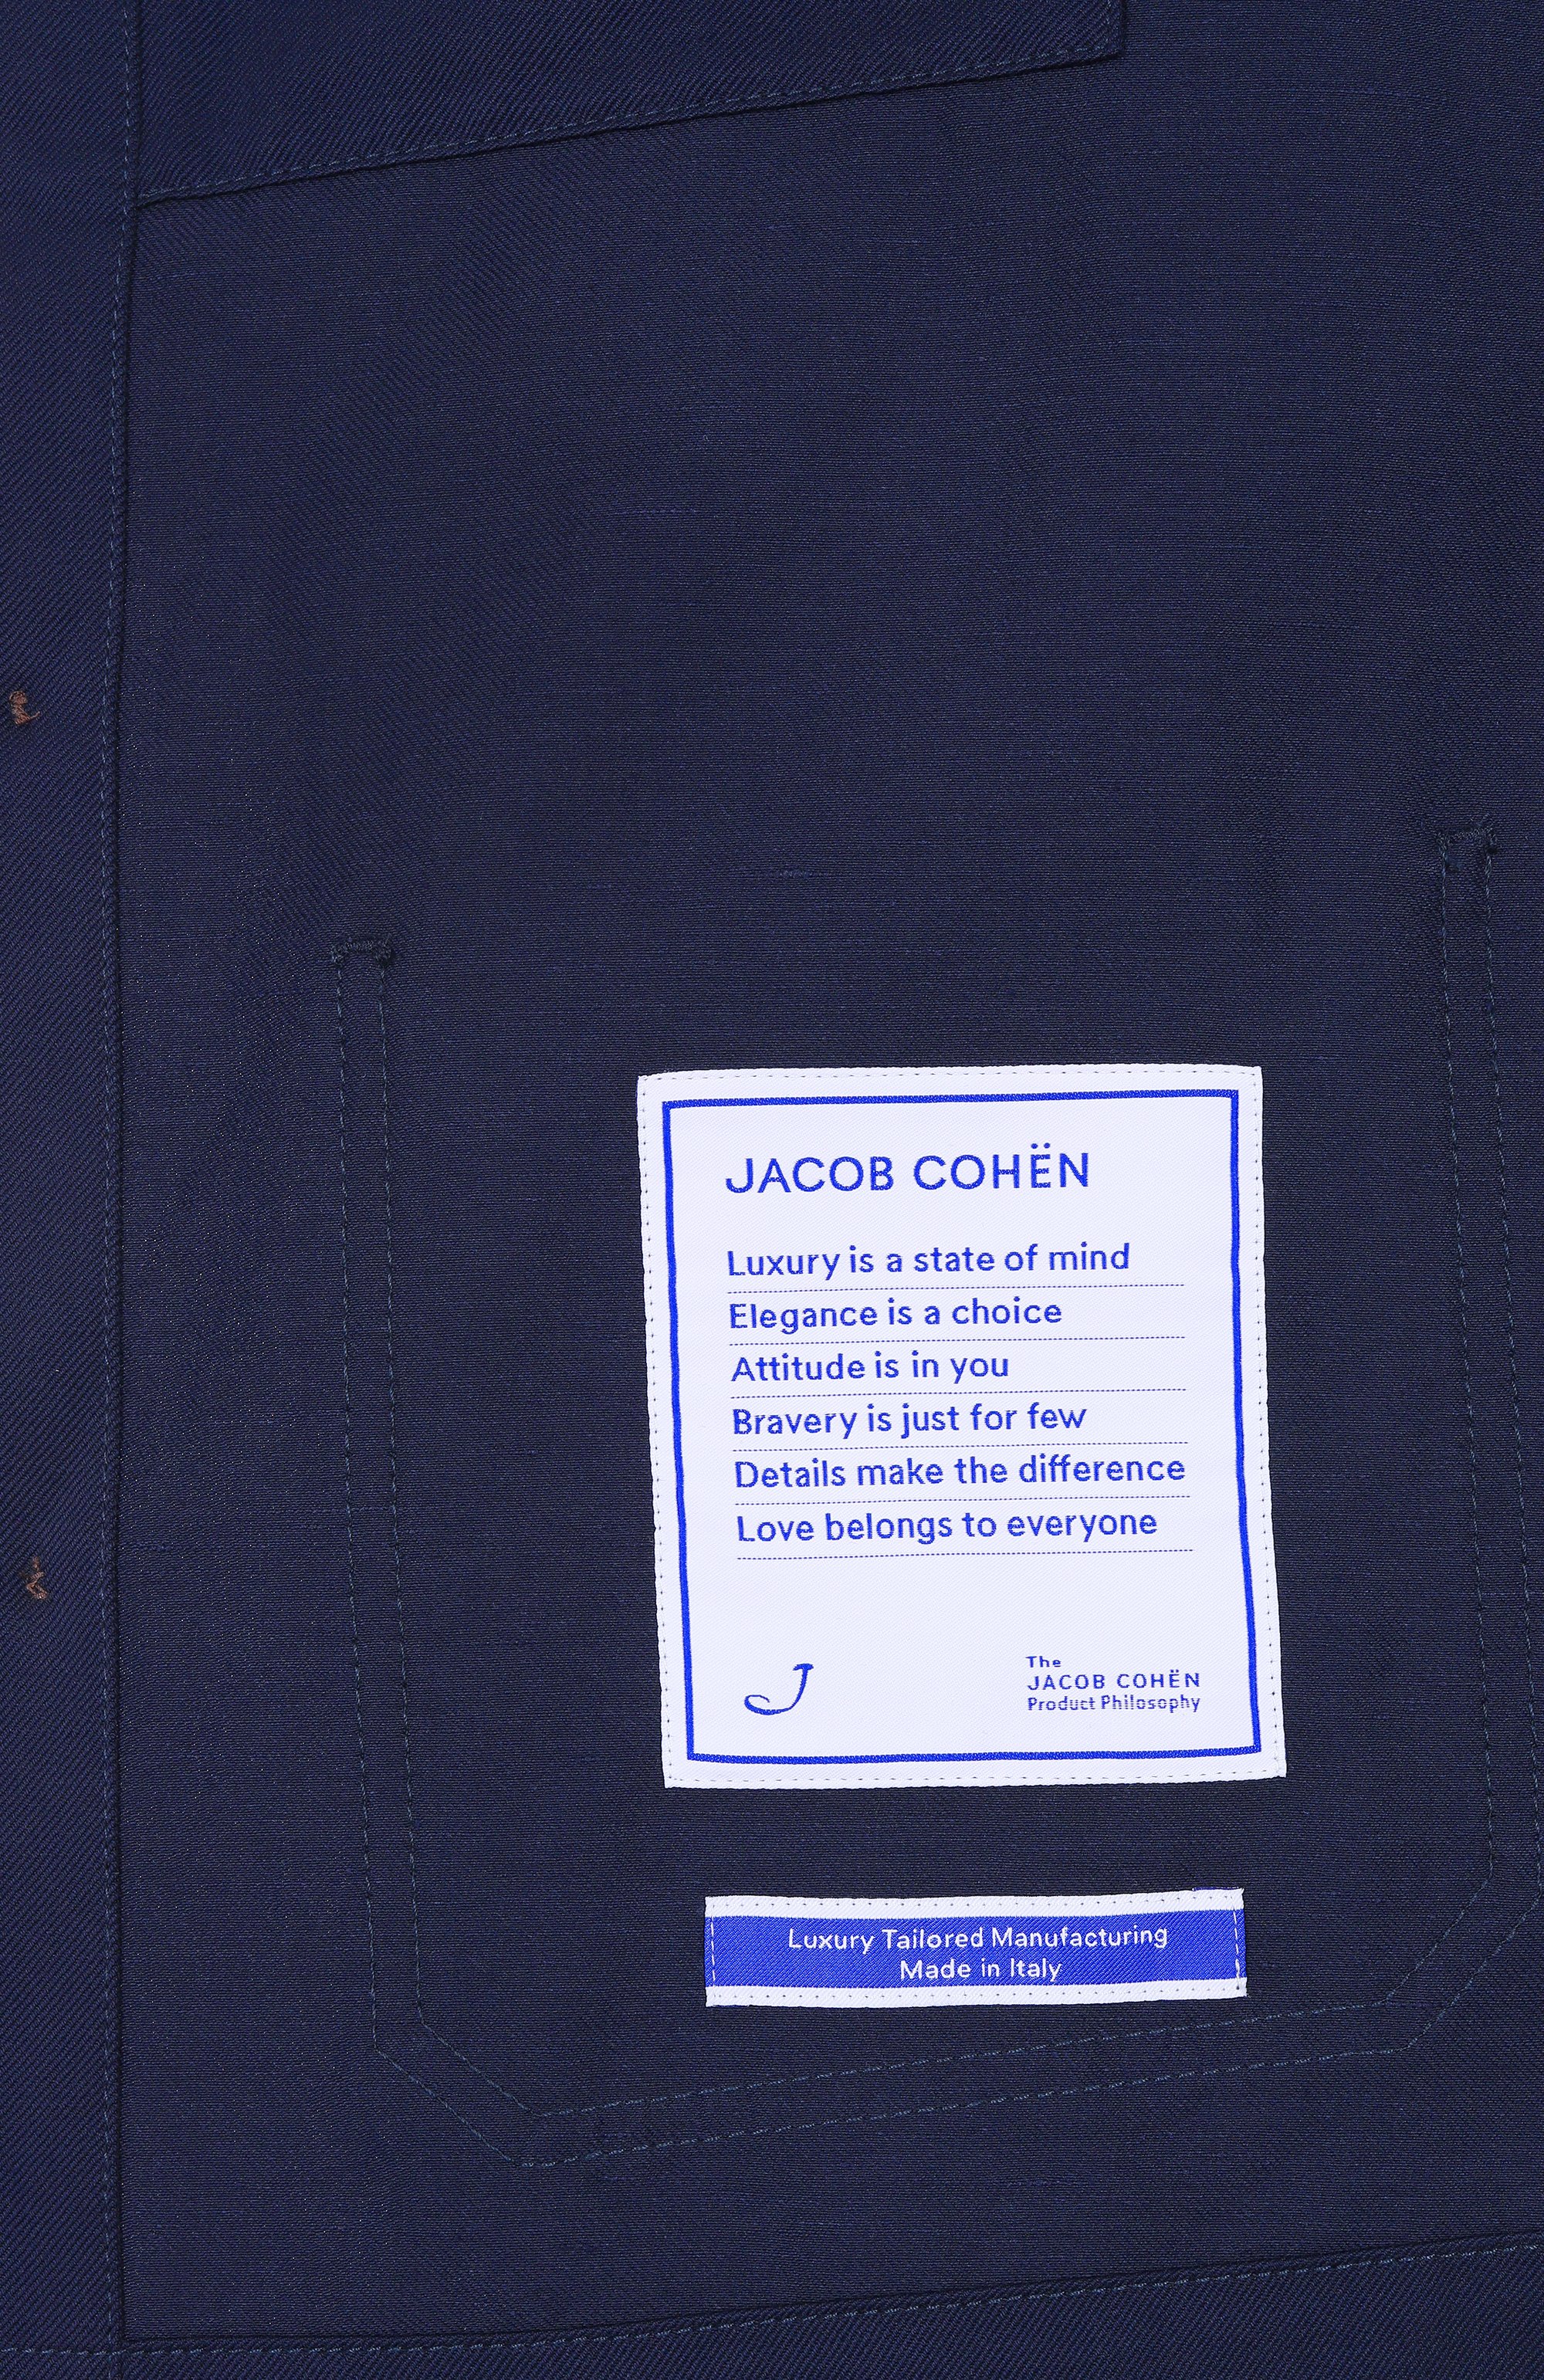 JACOB COHËN
Luxury is a state of mind
Elegance is a choice
Attitude is in you
Bravery is just for few
Details make the difference
Love belongs to everyone
J
The
JACOB COHËN
Product Philosophy
Luxury Tailored Manufacturing
Made in Italy